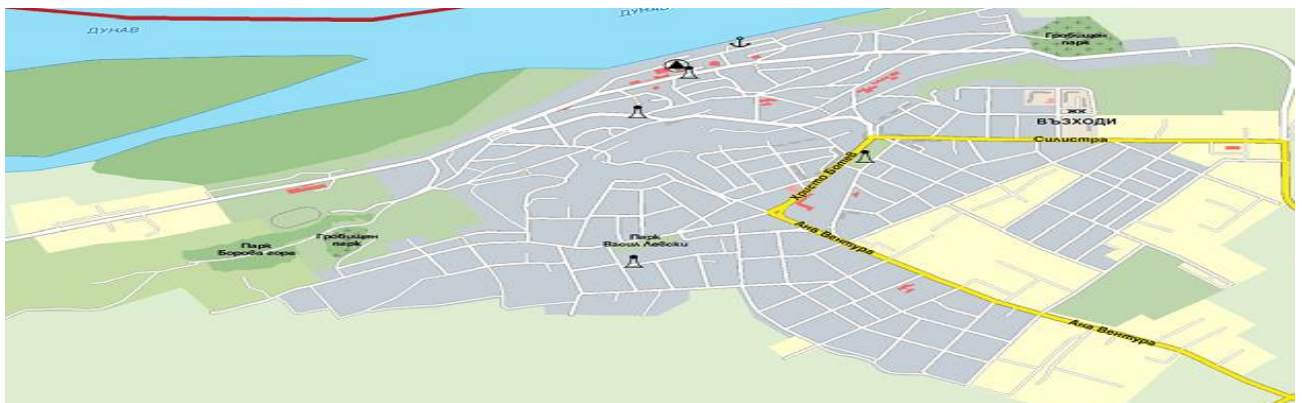 ДУНАВ
ДУНАВ
Гробищен
парк
жк
ВЪЗХОДИ
Силистра
Христо Ботев
Парк
Васил Левски
Ана Вентура
Гробищен
парк
Парк
Борова гора
Ана Вентура